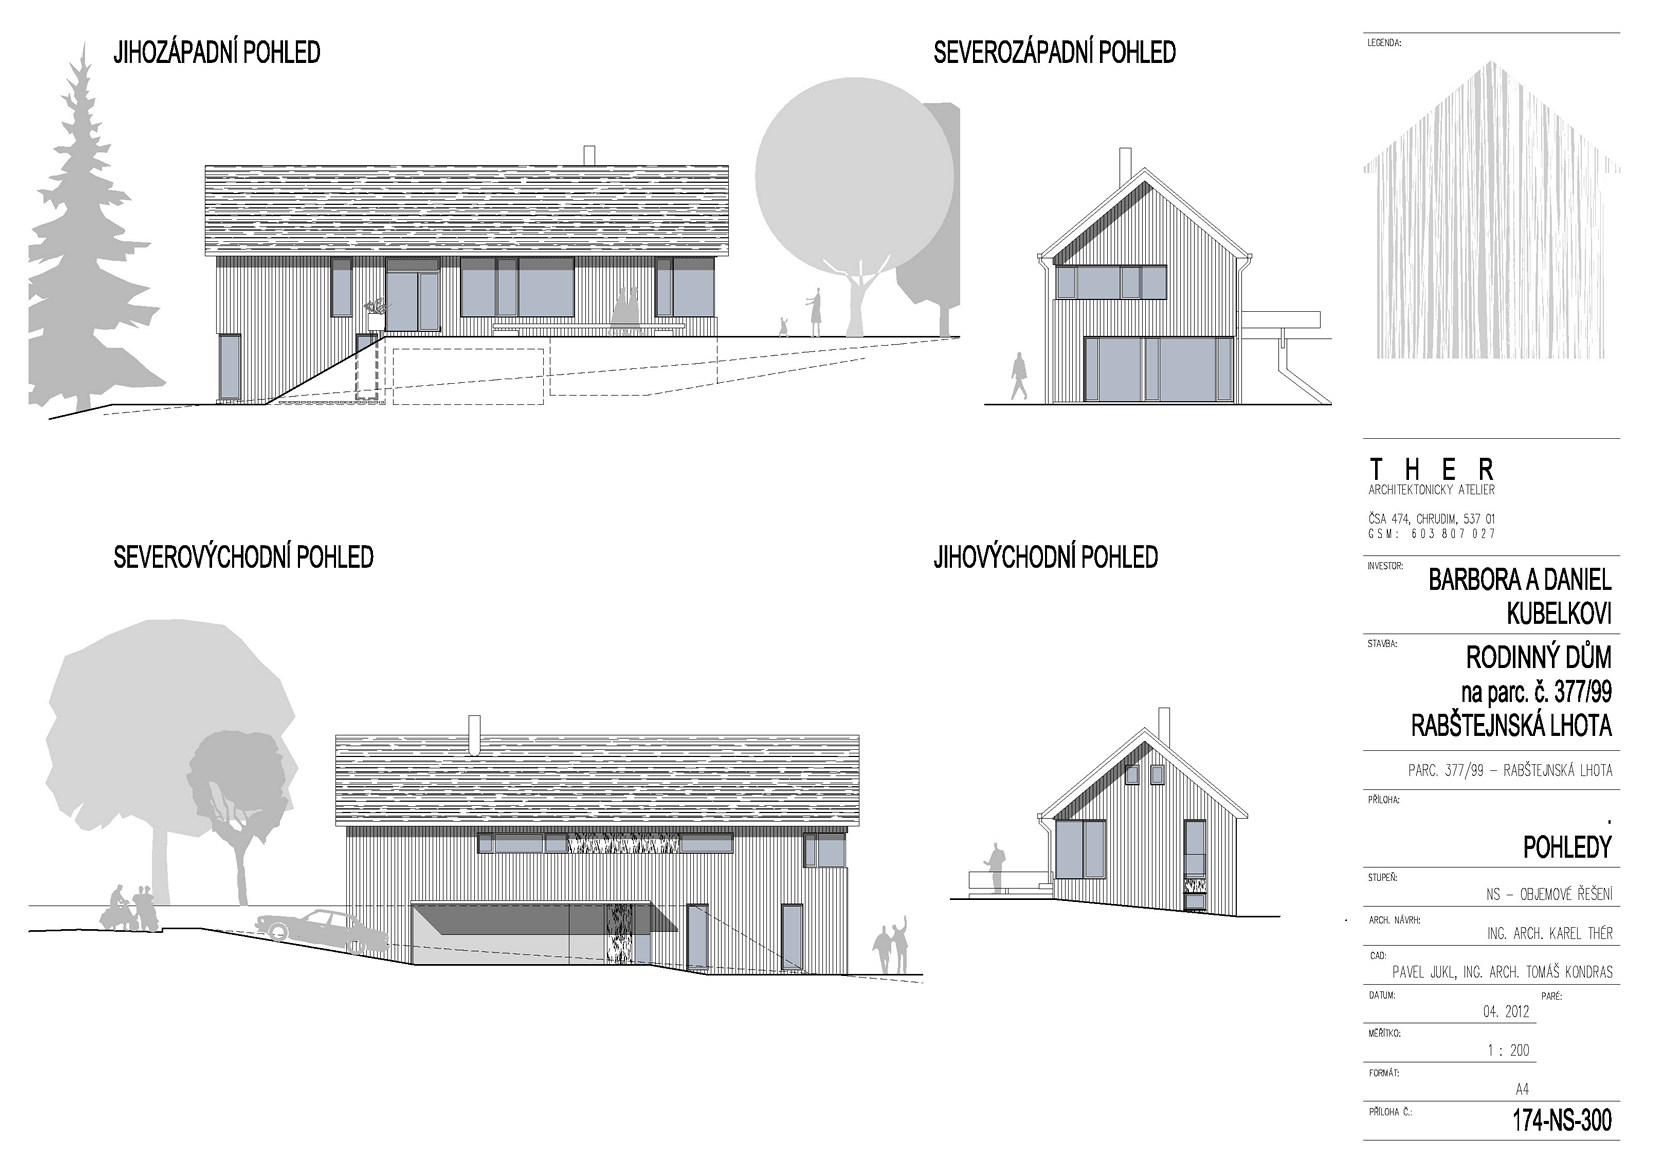 JIHOZÁPADNÍ POHLED
SEVEROZÁPADNÍ POHLED
SEVEROVÝCHODNÍ POHLED
JIHOVÝCHODNÍ POHLED
LEGENDA:
THER
ARCHITEKTONICKY ATELIER
ČSA 474, CHRUDIM, 537 01
GSM: 603 807 027
INVESTOR:
BARBORA A DANIEL
KUBELKOVI
STAVBA:
RODINNÝ DŮM
na parc. č. 377/99
RABŠTEJNSKÁ LHOTA
PARC. 377/99 – RABŠTEJNSKÁ LHOTA
PŘÍLOHA:
.
POHLEDY
STUPEŇ:
NS – OBJEMOVÉ ŘEŠENÍ
ARCH. NÁVRH:
ING. ARCH. KAREL THÉR
CAD:
PAVEL JUKL, ING. ARCH. TOMÁŠ KONDRAS
DATUM:
PARÉ:
04. 2012
MĚŘÍTKO:
1 : 200
FORMÁT:
A4
PŘÍLOHA Č.:
174-NS-300